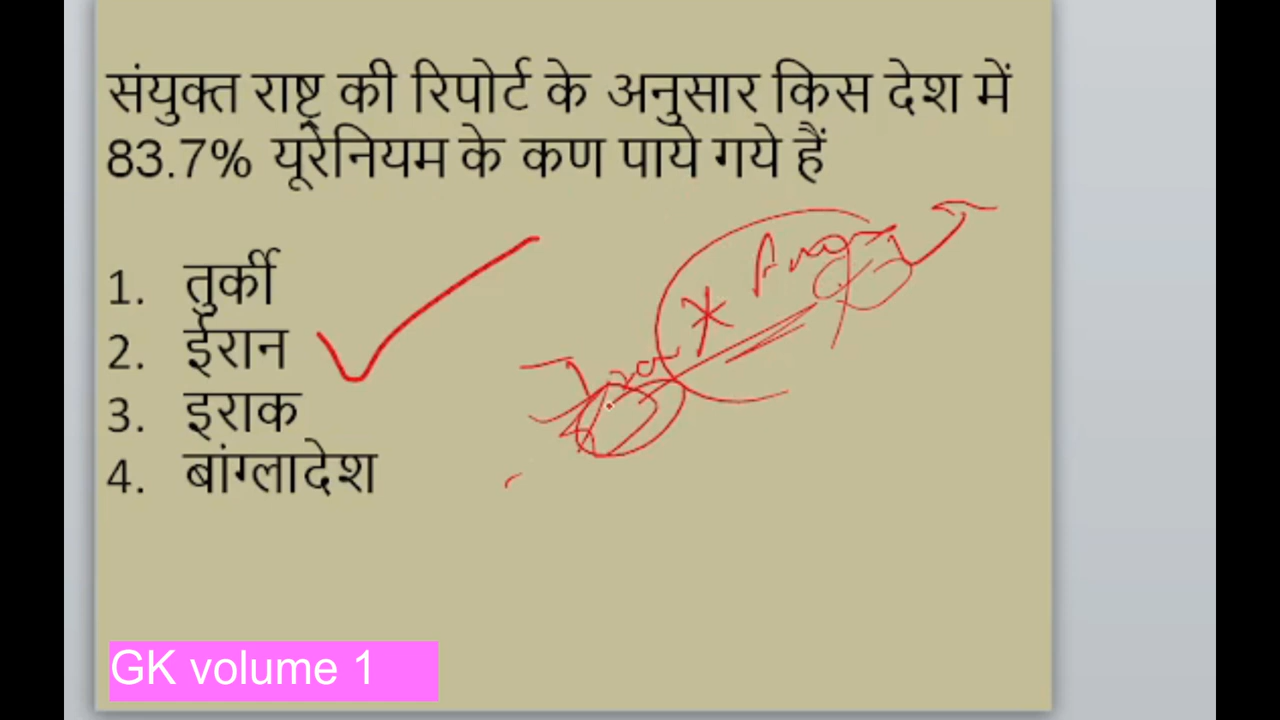 संयुक्त राष्ट्र की रिपोर्ट के अनुसार किस देश में
83.7% यूरेनियम के कण पाये गये हैं
1. तुर्की
2. ईरान
3. इराक
4. बांग्लादेश
GK volume 1